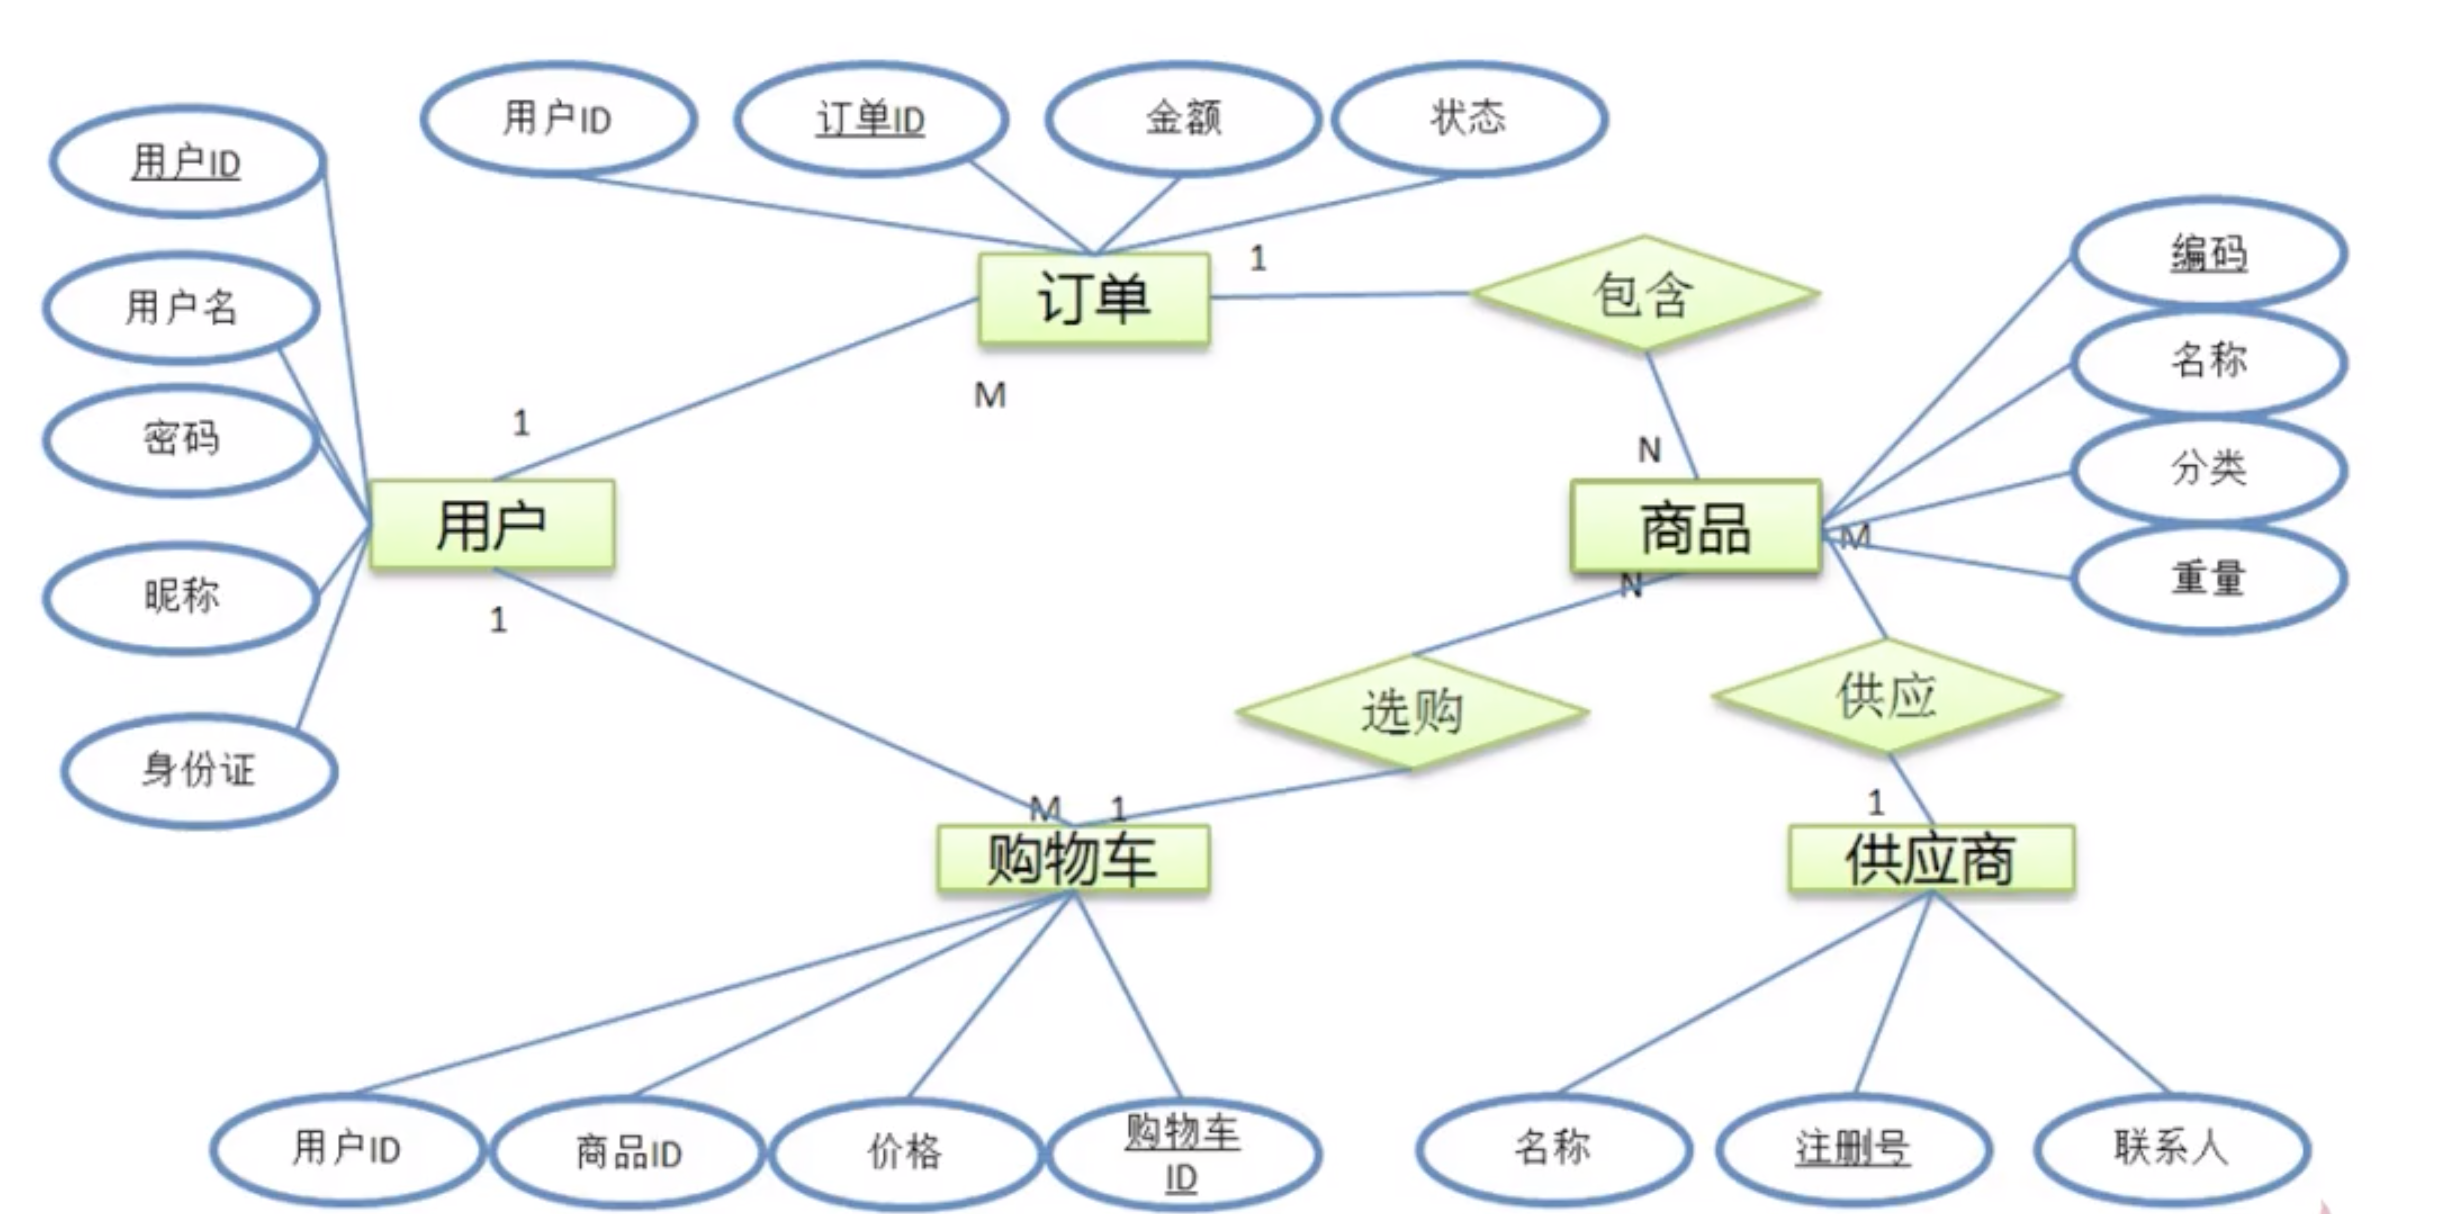 用户ID
订单ID
金额
状态
用户ID
用户名
密码
昵称
身份证
订单
1
包含
编码
名称
分类
重量
M
1
用户
1
N
商品
M
N
选购
供应
M
1
购物车
1
供应商
用户ID
商品ID
价格
购物车
ID
名称
注删号
联系人